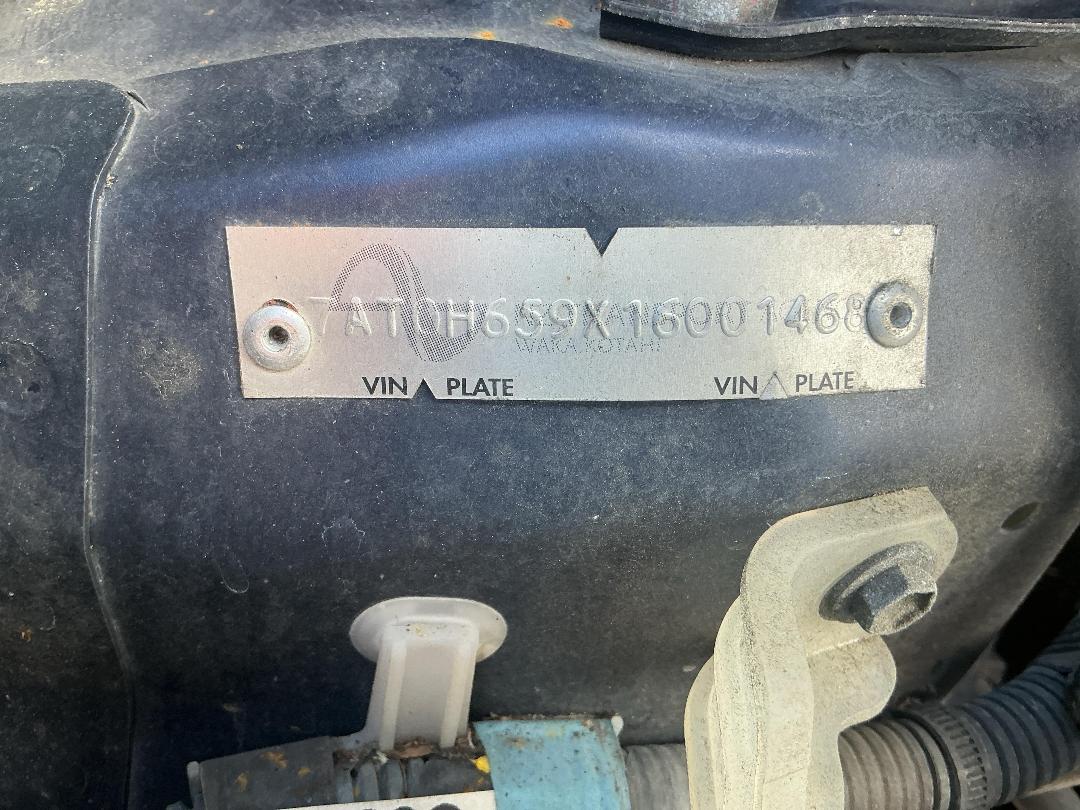 7AT0H659X16001468
WAKA KOTAHI
VIN PLATE VIN PLATE